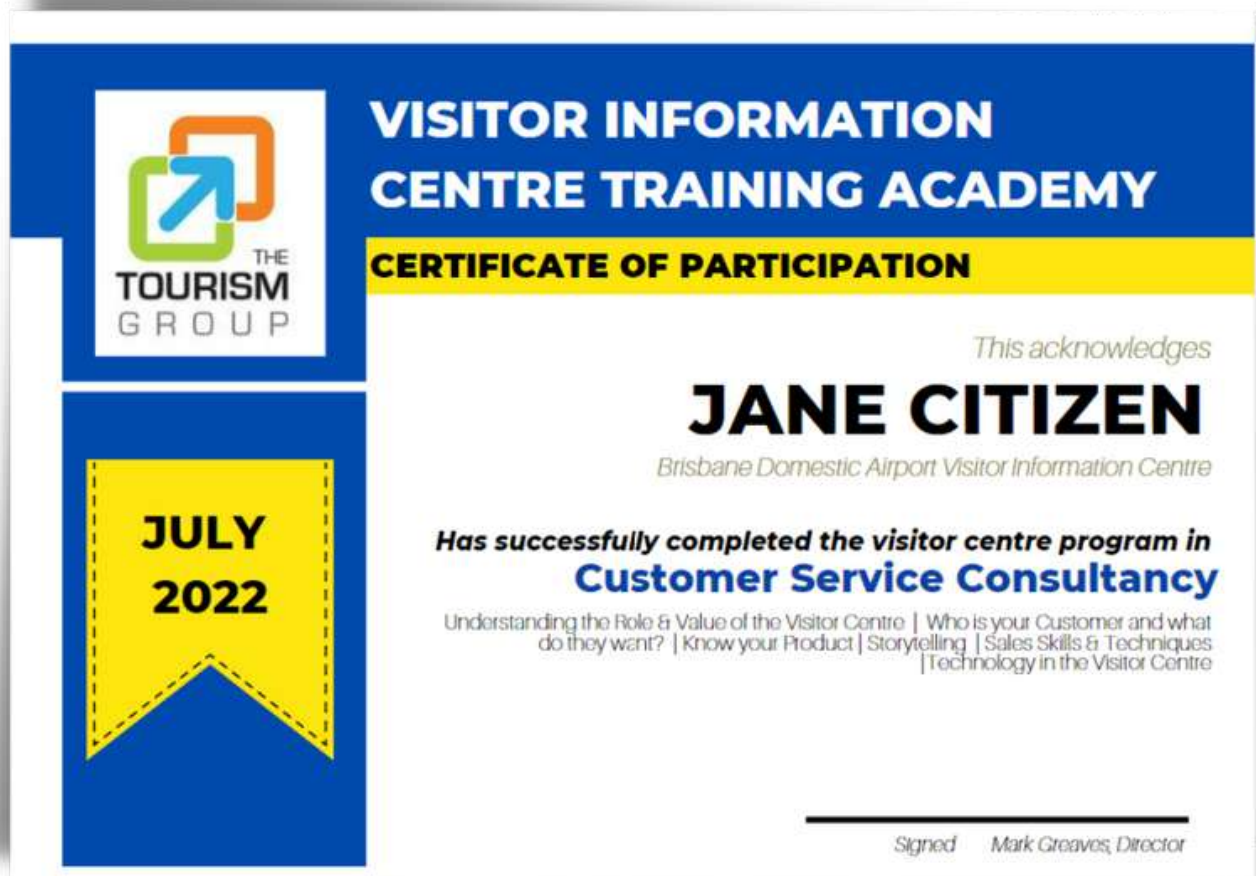 VISITOR INFORMATION
CENTRE TRAINING ACADEMY
THE
TOURISM
GROUP
CERTIFICATE OF PARTICIPATION
This acknowledges
JANE CITIZEN
Brisbane Domestic Airport Visitor Information Centre
JULY
2022
Has successfully completed the visitor centre program in
Customer Service Consultancy
Understanding the Role & Value of the Visitor Centre | Who is your Customer and what
do they want? | Know your Product | Storytelling | Sales Skills & Techniques
|Technology in the Visitor Centre
Signed Mark Greaves, Director